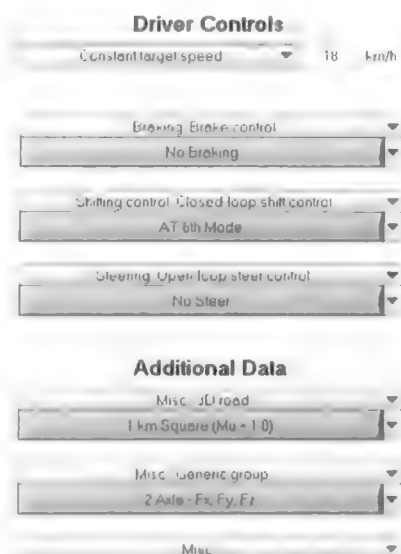 Driver Controls
Constant target speed 18 km/h
Braking: Brake control
No Braking
Shifting control: Closed loop shift control
AT 6th Mode
Steering: Open loop steer control
No Steer
Additional Data
Misc: 3D road
1 km Square (Mu = 1.0)
Misc: Generic group
2 Axle - Fx, Fy, Fz
Misc